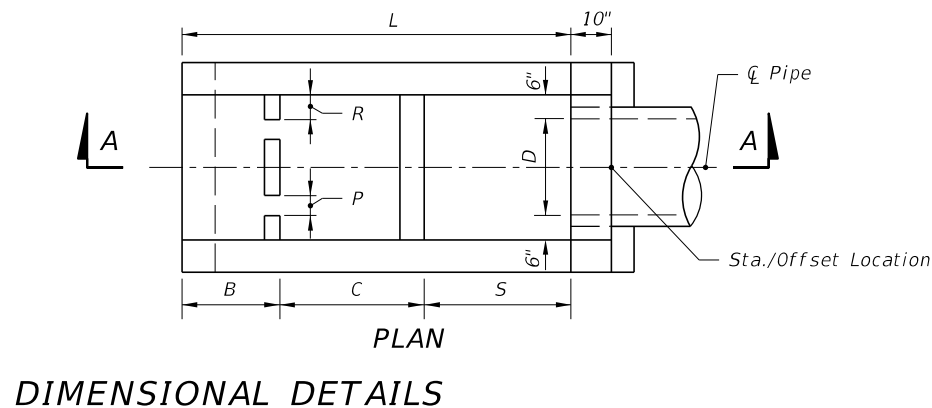 L
10"
6"
℄ Pipe
R
A
A
D
P
6"
Sta./Offset Location
B
C
S
PLAN
DIMENSIONAL DETAILS